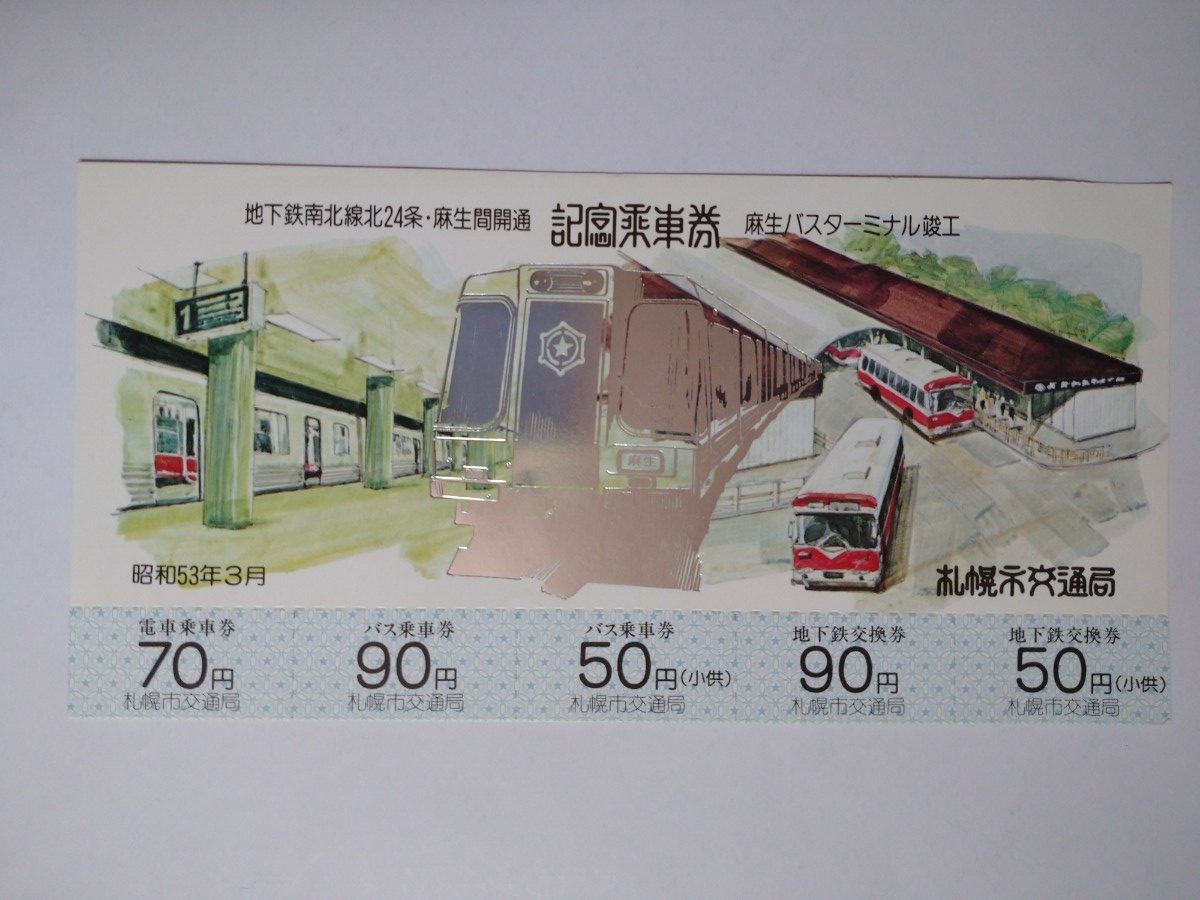 地下鉄南北線北24条・麻生間開通 記念乗車券 麻生バスターミナル竣工
1
麻生
昭和53年3月
札幌市交通局
電車乗車券
70円
札幌市交通局
バス乗車券
90円
札幌市交通局
バス乗車券
50円(小供)
札幌市交通局
地下鉄交換券
90円
札幌市交通局
地下鉄交換券
50円(小供)
札幌市交通局